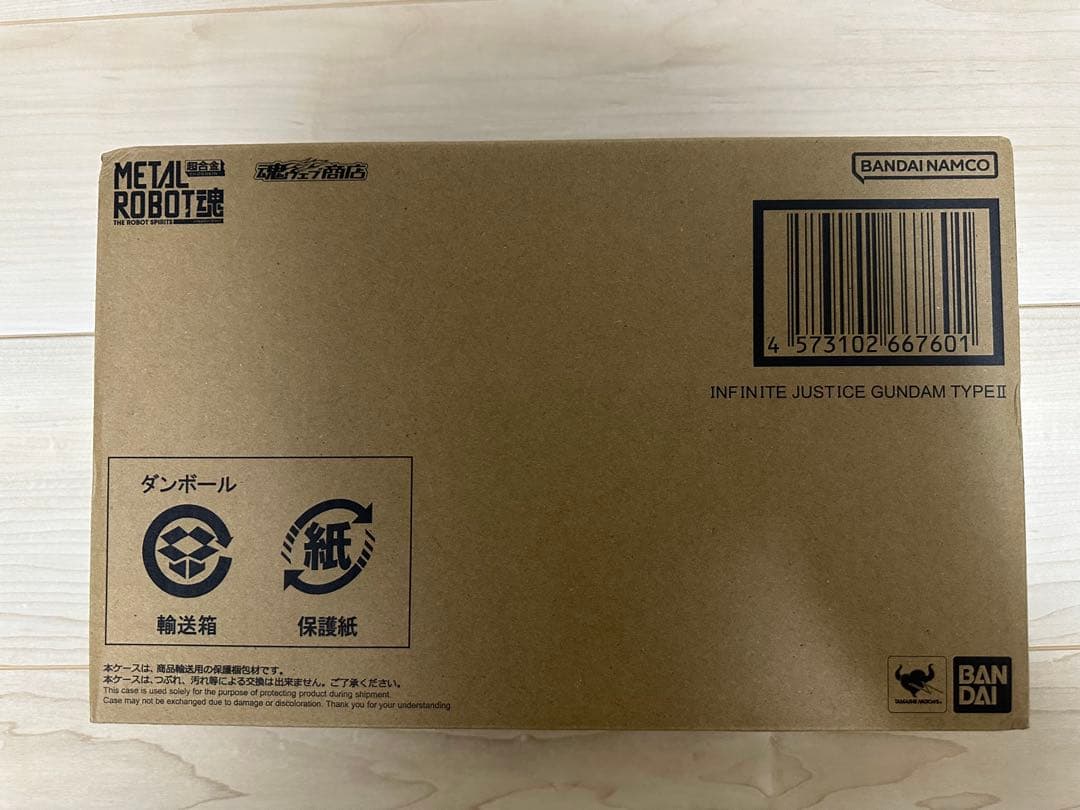 METAL
超合金
ROBOT魂
THE ROBOT SPIRITS
魂ウェブ商店
BANDAI NAMCO
4 573102 667601
INFINITE JUSTICE GUNDAM TYPEⅡ
ダンボール
紙
輸送箱
保護紙
本ケースは、商品輸送用の保護梱包材です。
本ケースは、つぶれ、汚れ等による交換は出来ません。ご了承ください。
This case is used solely for the purpose of protecting product during shipment.
Case may not be exchanged due to damage or discoloration. Thank you for your understanding
TAMASHII NATIONS
BAN
DAI